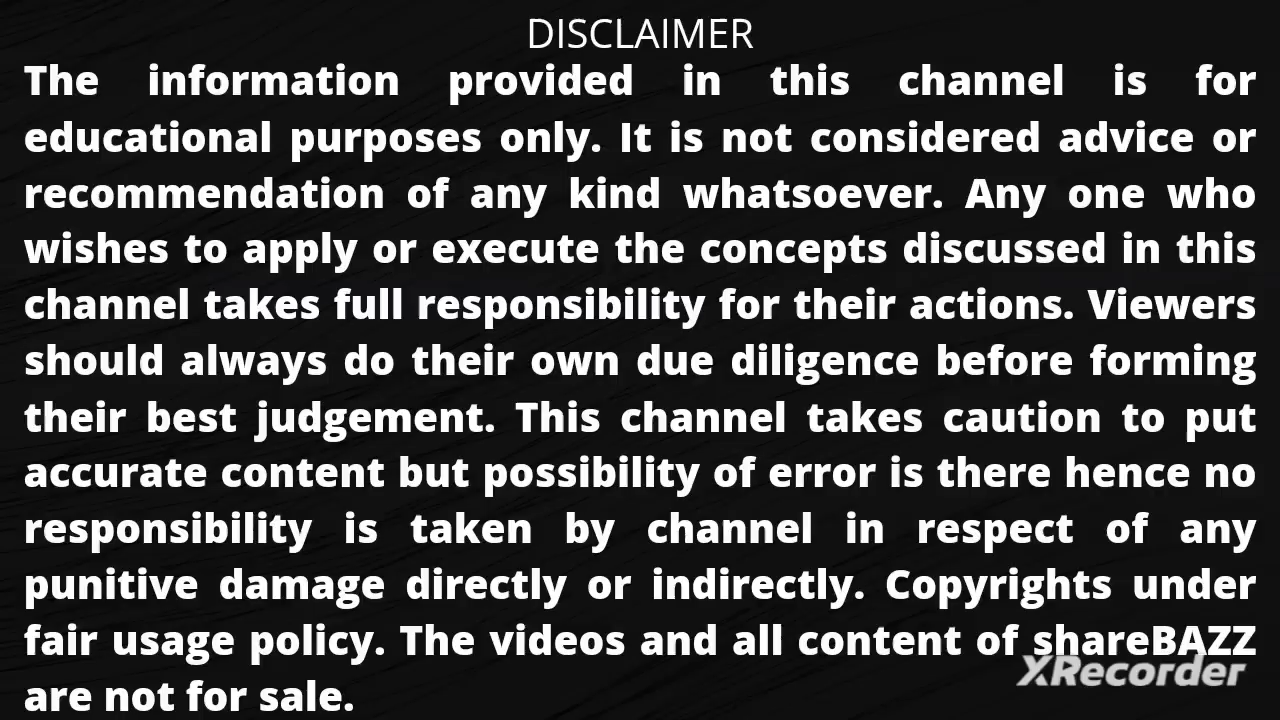 DISCLAIMER
The information provided in this channel is for
educational purposes only. It is not considered advice or
recommendation of any kind whatsoever. Any one who
wishes to apply or execute the concepts discussed in this
channel takes full responsibility for their actions. Viewers
should always do their own due diligence before forming
their best judgement. This channel takes caution to put
accurate content but possibility of error is there hence no
responsibility is taken by channel in respect of any
punitive damage directly or indirectly. Copyrights under
fair usage policy. The videos and all content of shareBAZZ
XRecorder
are not for sale.